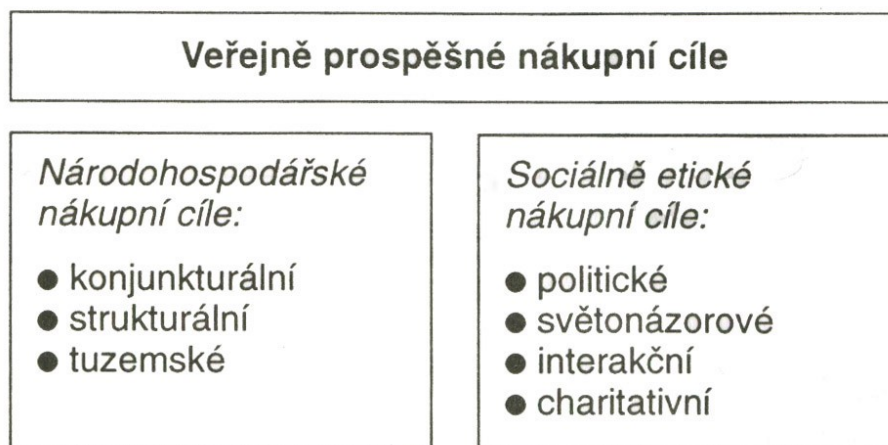 Veřejně prospěšné nákupní cíle
Národohospodářské
nákupní cíle:
● konjunkturální
● strukturální
● tuzemské
Sociálně etické
nákupní cíle:
● politické
● světonázorové
● interakční
● charitativní